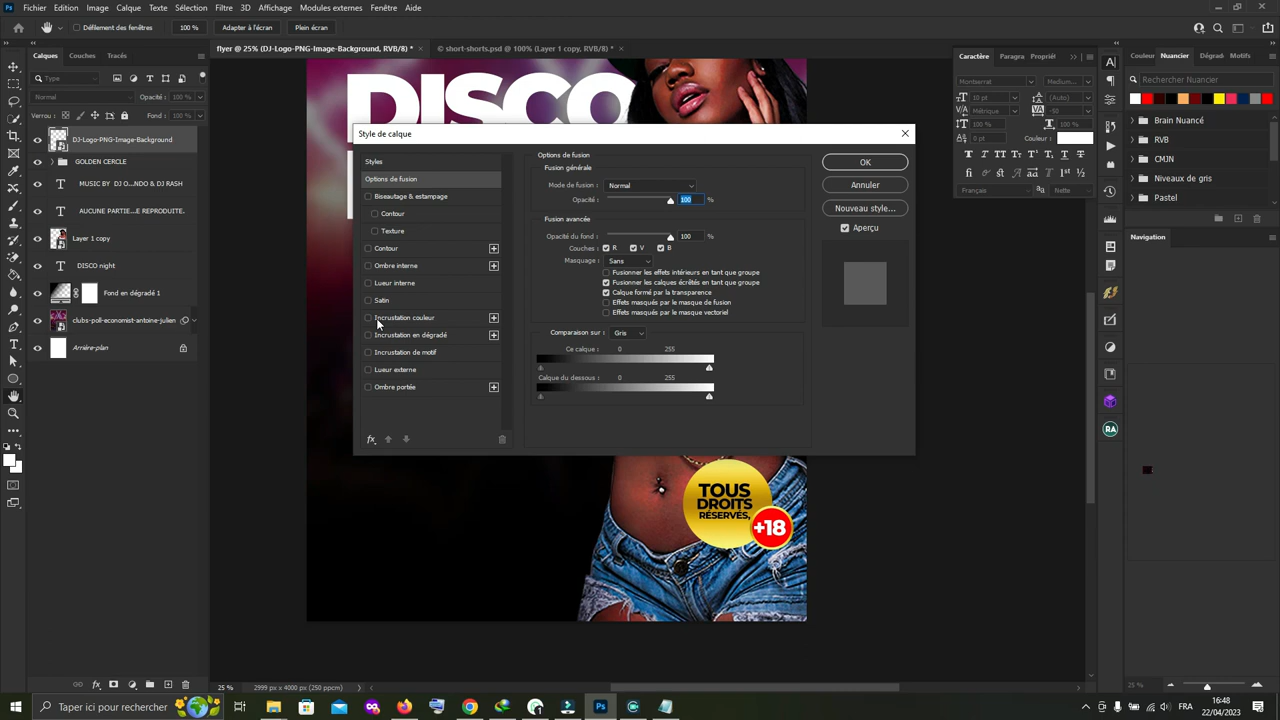 Fichier Edition Image Calque Texte Sélection Filtre 3D Affichage Modules externes Fenêtre Aide
Défilement des fenêtres 100 % Adapter à l'écran Plein écran
flyer @ 25% (DJ-Logo-PNG-Image-Background, RVB/8) * × © short-shorts.psd @ 100% (Layer 1 copy, RVB/8) * ×
Calques Couches Tracés
Type
Normal Opacité : 100 %
Verrou : Fond : 100 %
DJ-Logo-PNG-Image-Background
GOLDEN CERCLE
MUSIC BY DJ O...NDO & DJ RASH
AUCUNE PARTIE...E REPRODUITE.
Layer 1 copy
DISCO night
Fond en dégradé 1
clubs-poll-economist-antoine-julien
Arrière-plan
DISCO
Style de calque
Styles
Options de fusion
Biseautage & estampage
Contour
Texture
Contour
Ombre interne
Lueur interne
Satin
Incrustation couleur
Incrustation en dégradé
Incrustation de motif
Lueur externe
Ombre portée
fx
Options de fusion
Fusion générale
Mode de fusion : Normal
Opacité : 100 %
Fusion avancée
Opacité du fond : 100 %
Couches : R V B
Masquage : Sans
Fusionner les effets intérieurs en tant que groupe
Fusionner les calques écrêtés en tant que groupe
Calque formé par la transparence
Effets masqués par le masque de fusion
Effets masqués par le masque vectoriel
Comparaison sur : Gris
Ce calque : 0 255
Calque du dessous : 0 255
OK
Annuler
Nouveau style...
Aperçu
TOUS
DROITS
RÉSERVÉS,
+18
Caractère Paragra Propriét
Montserrat Medium...
10 pt (Auto)
Métrique -50
100 % 100 %
0 pt Couleur :
Français Nette
Couleur Nuancier Dégradé Motifs
Rechercher Nuancier
Brain Nuancé
RVB
CMJN
Niveaux de gris
Pastel
Navigation
25 %
25 % 2999 px x 4000 px (250 ppcm)
Taper ici pour rechercher
16:48
22/04/2023